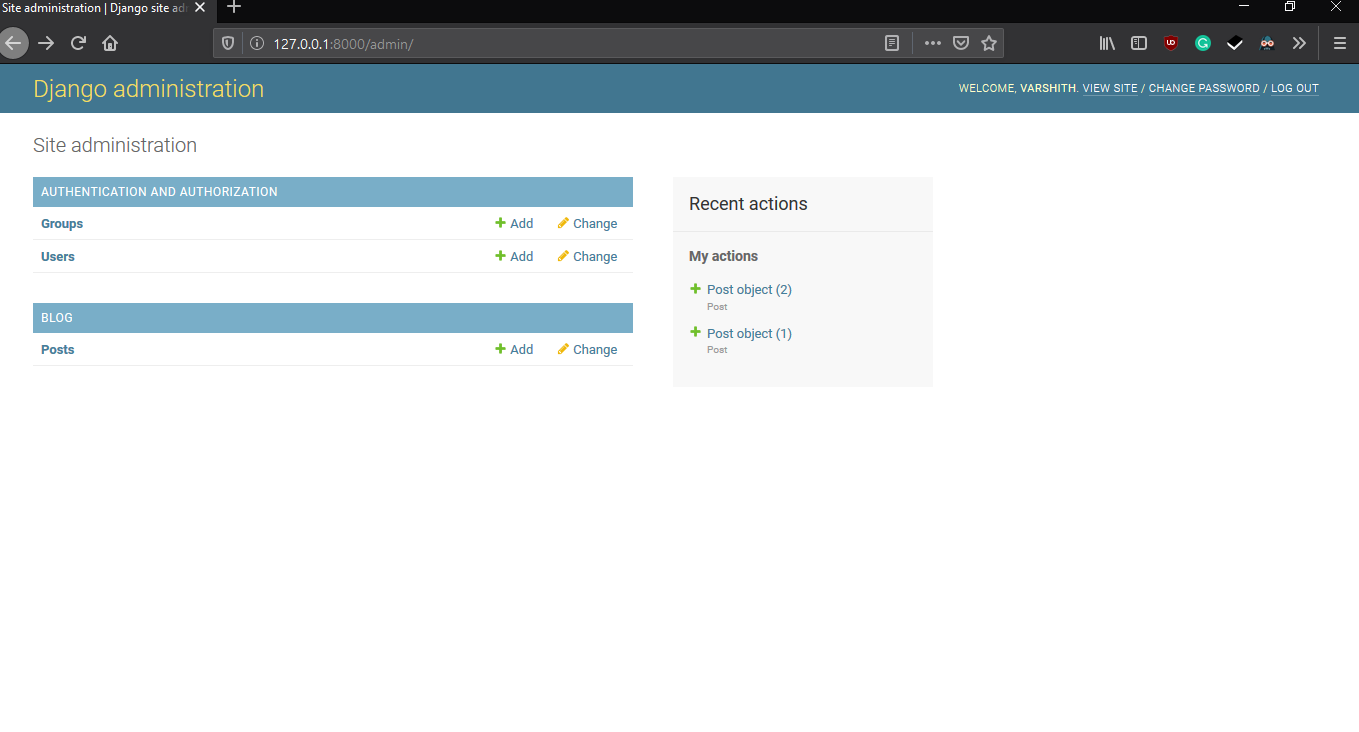 Site administration | Django site ad
127.0.0.1:8000/admin/
Django administration
WELCOME, VARSHITH. VIEW SITE / CHANGE PASSWORD / LOG OUT
Site administration
AUTHENTICATION AND AUTHORIZATION
Groups Add Change
Users Add Change
BLOG
Posts Add Change
Recent actions
My actions
Post object (2)
Post
Post object (1)
Post